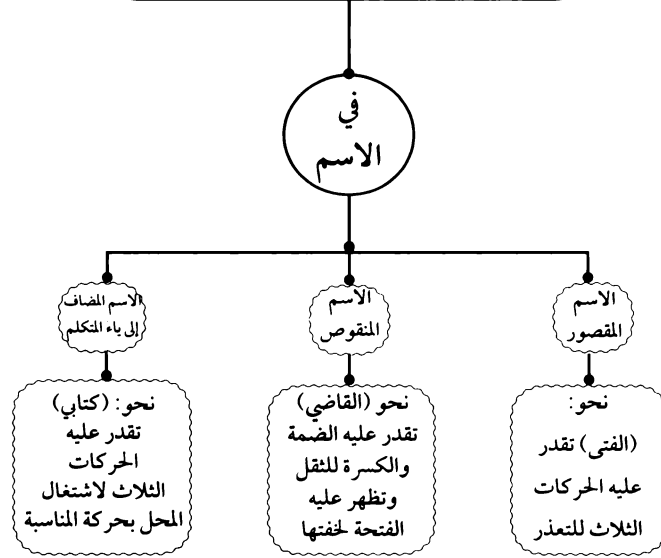 في
الاسم
الاسم
المقصور
نحو:
(الفتى) تقدر
عليه الحركات
الثلاث للتعذر
الاسم
المنقوص
نحو (القاضي)
تقدر عليه الضمة
والكسرة للثقل
وتظهر عليه
الفتحة لخفتها
الاسم المضاف
إلى ياء المتكلم
نحو: (كتابي)
تقدر عليه
الحركات
الثلاث لاشتغال
المحل بحركة المناسبة